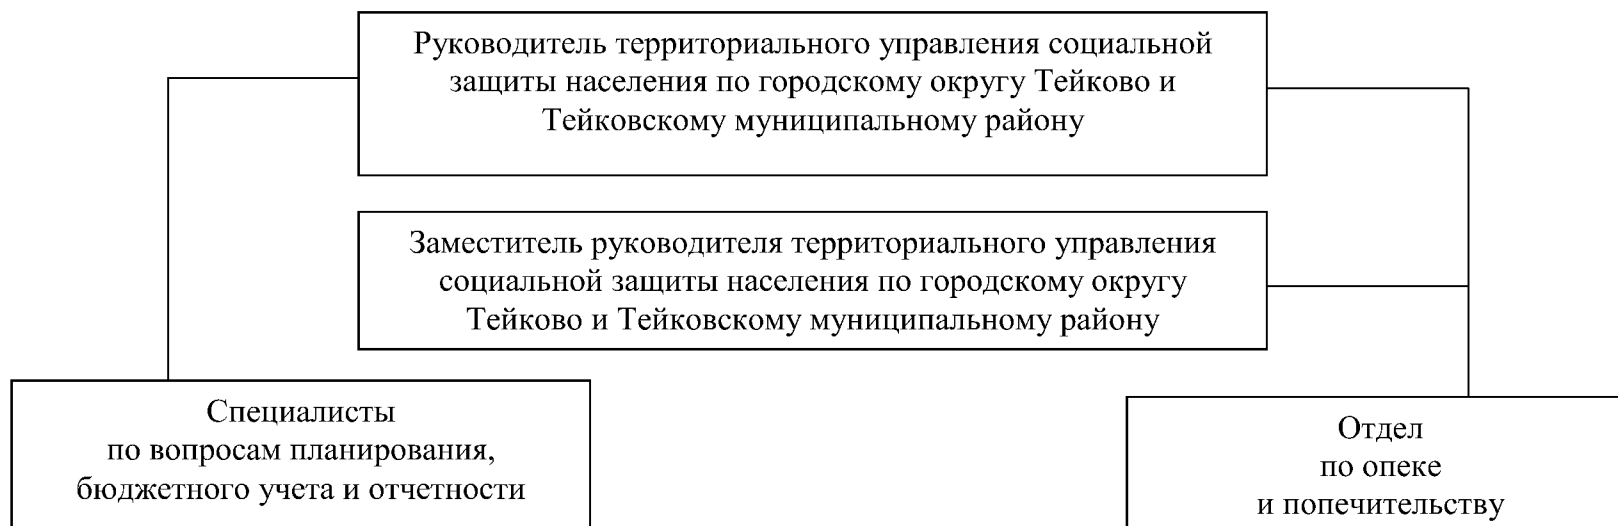 Руководитель территориального управления социальной
защиты населения по городскому округу Тейково и
Тейковскому муниципальному району
Заместитель руководителя территориального управления
социальной защиты населения по городскому округу
Тейково и Тейковскому муниципальному району
Специалисты
по вопросам планирования,
бюджетного учета и отчетности
Отдел
по опеке
и попечительству